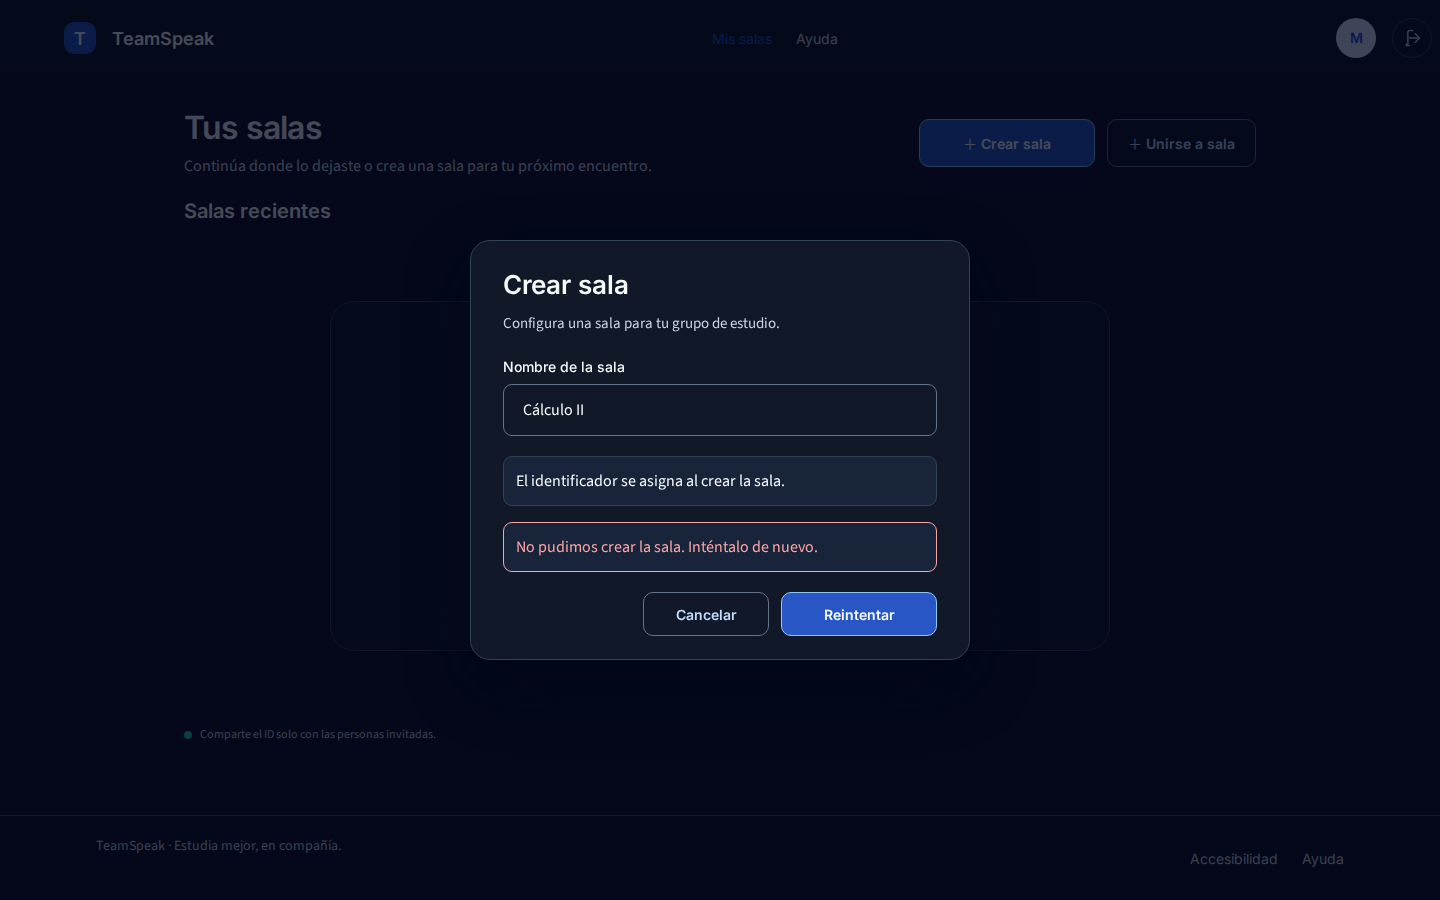 T TeamSpeak
Mis salas Ayuda
M
Tus salas
Continúa donde lo dejaste o crea una sala para tu próximo encuentro.
+ Crear sala
+ Unirse a sala
Salas recientes
Crear sala
Configura una sala para tu grupo de estudio.
Nombre de la sala
Cálculo II
El identificador se asigna al crear la sala.
No pudimos crear la sala. Inténtalo de nuevo.
Cancelar Reintentar
Comparte el ID solo con las personas invitadas.
TeamSpeak · Estudia mejor, en compañía.
Accesibilidad Ayuda